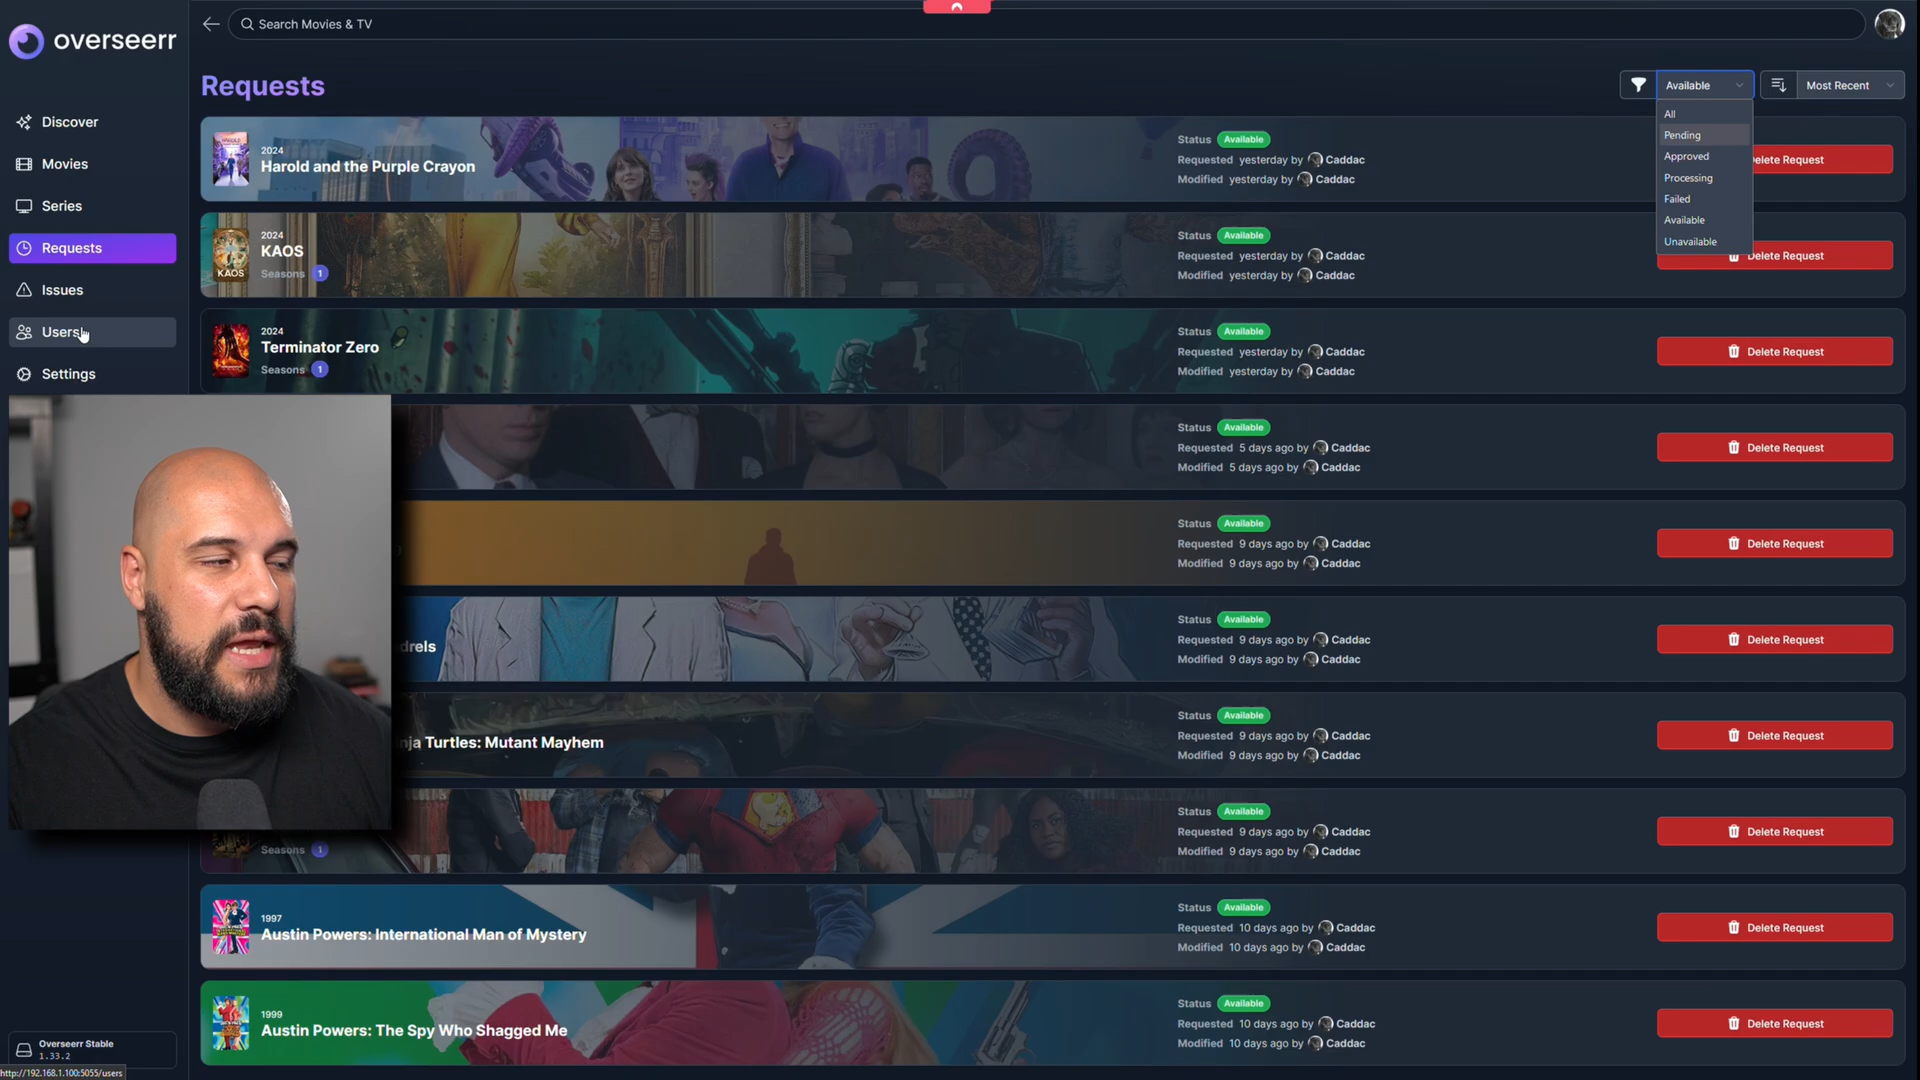 overseerr
Search Movies & TV
Discover
Movies
Series
Requests
Issues
Users
Settings
Overseerr Stable
1.33.2
http://192.168.1.100:5055/users
Requests
Available
Most Recent
All
Pending
Approved
Processing
Failed
Available
Unavailable
2024
Harold and the Purple Crayon
Status Available
Requested yesterday by Caddac
Modified yesterday by Caddac
elete Request
KAOS
2024
KAOS
Seasons 1
Status Available
Requested yesterday by Caddac
Modified yesterday by Caddac
Delete Request
2024
Terminator Zero
Seasons 1
Status Available
Requested yesterday by Caddac
Modified yesterday by Caddac
Delete Request
Status Available
Requested 5 days ago by Caddac
Modified 5 days ago by Caddac
Delete Request
Status Available
Requested 9 days ago by Caddac
Modified 9 days ago by Caddac
Delete Request
drels
Status Available
Requested 9 days ago by Caddac
Modified 9 days ago by Caddac
Delete Request
nja Turtles: Mutant Mayhem
Status Available
Requested 9 days ago by Caddac
Modified 9 days ago by Caddac
Delete Request
Seasons 1
Status Available
Requested 9 days ago by Caddac
Modified 9 days ago by Caddac
Delete Request
1997
Austin Powers: International Man of Mystery
Status Available
Requested 10 days ago by Caddac
Modified 10 days ago by Caddac
Delete Request
1999
Austin Powers: The Spy Who Shagged Me
Status Available
Requested 10 days ago by Caddac
Modified 10 days ago by Caddac
Delete Request